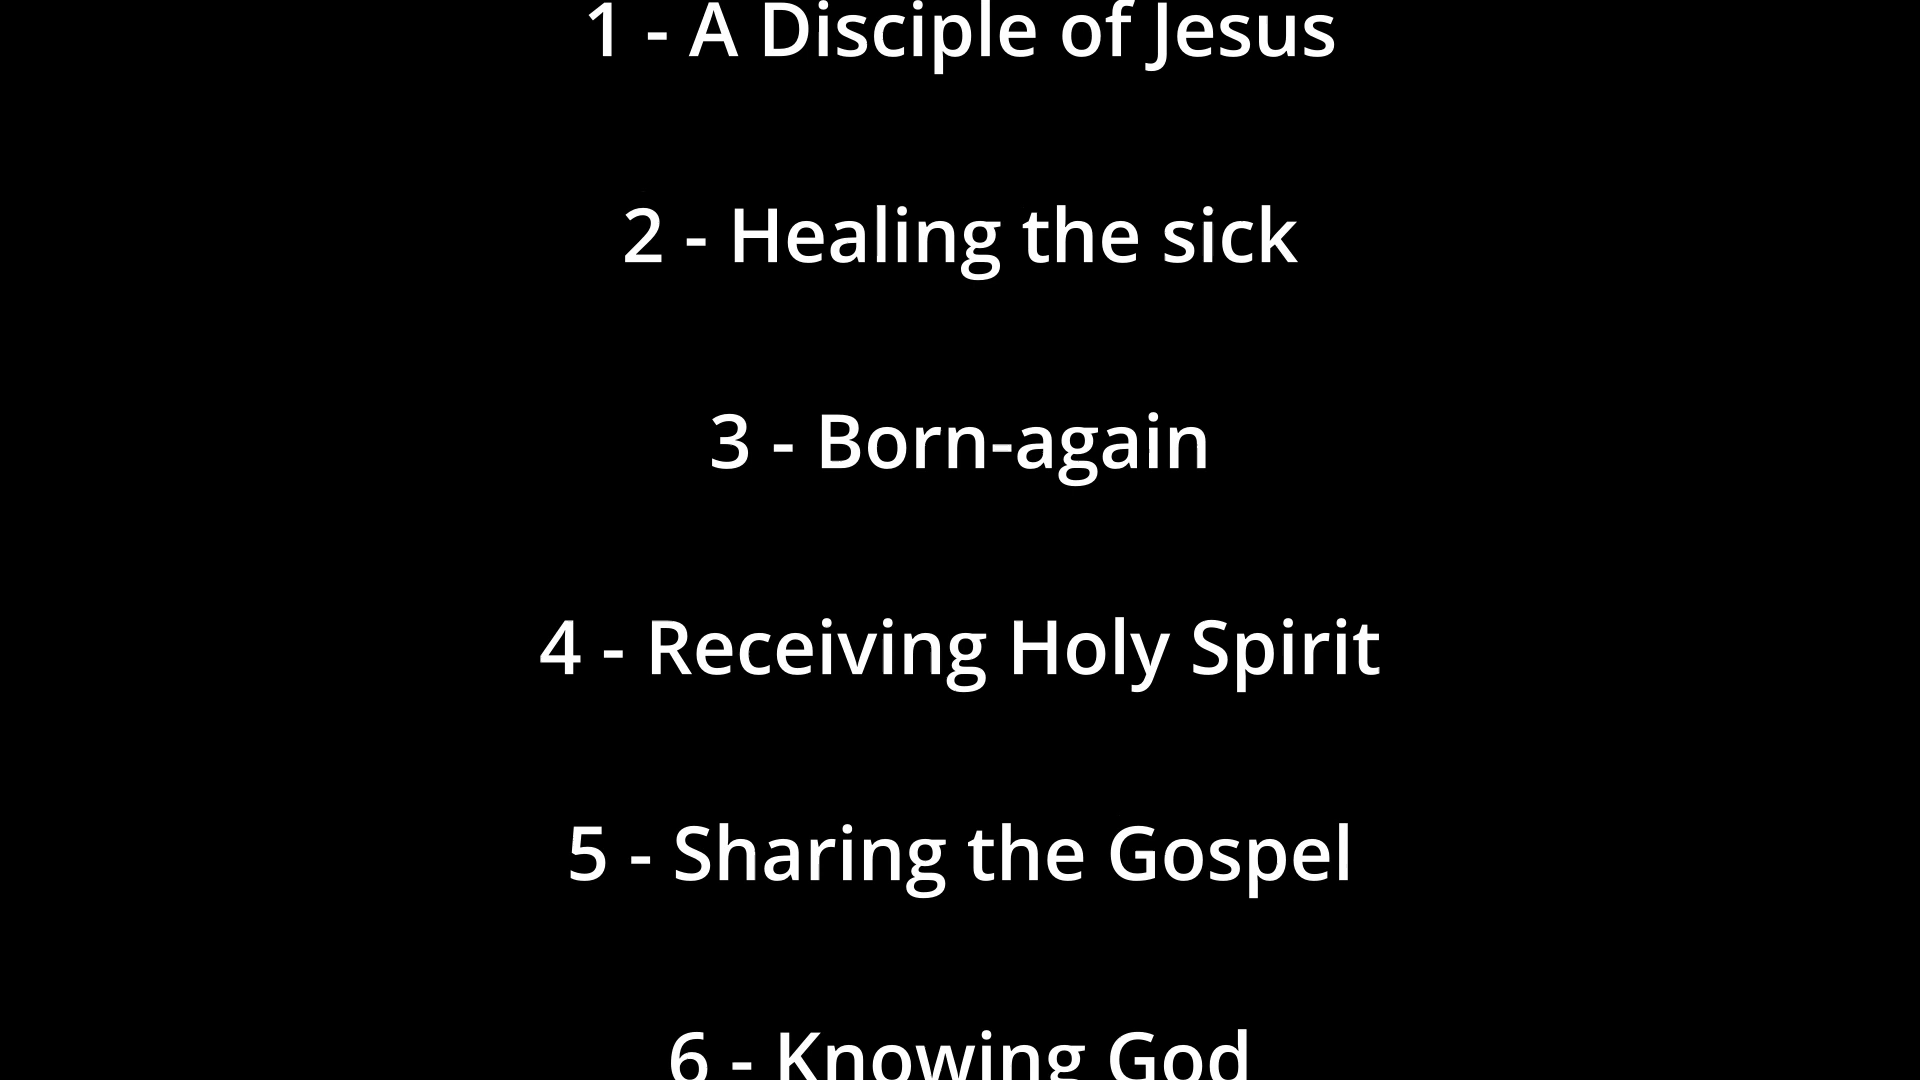 1 - A Disciple of Jesus
2 - Healing the sick
3 - Born-again
4 - Receiving Holy Spirit
5 - Sharing the Gospel
6 - Knowing God